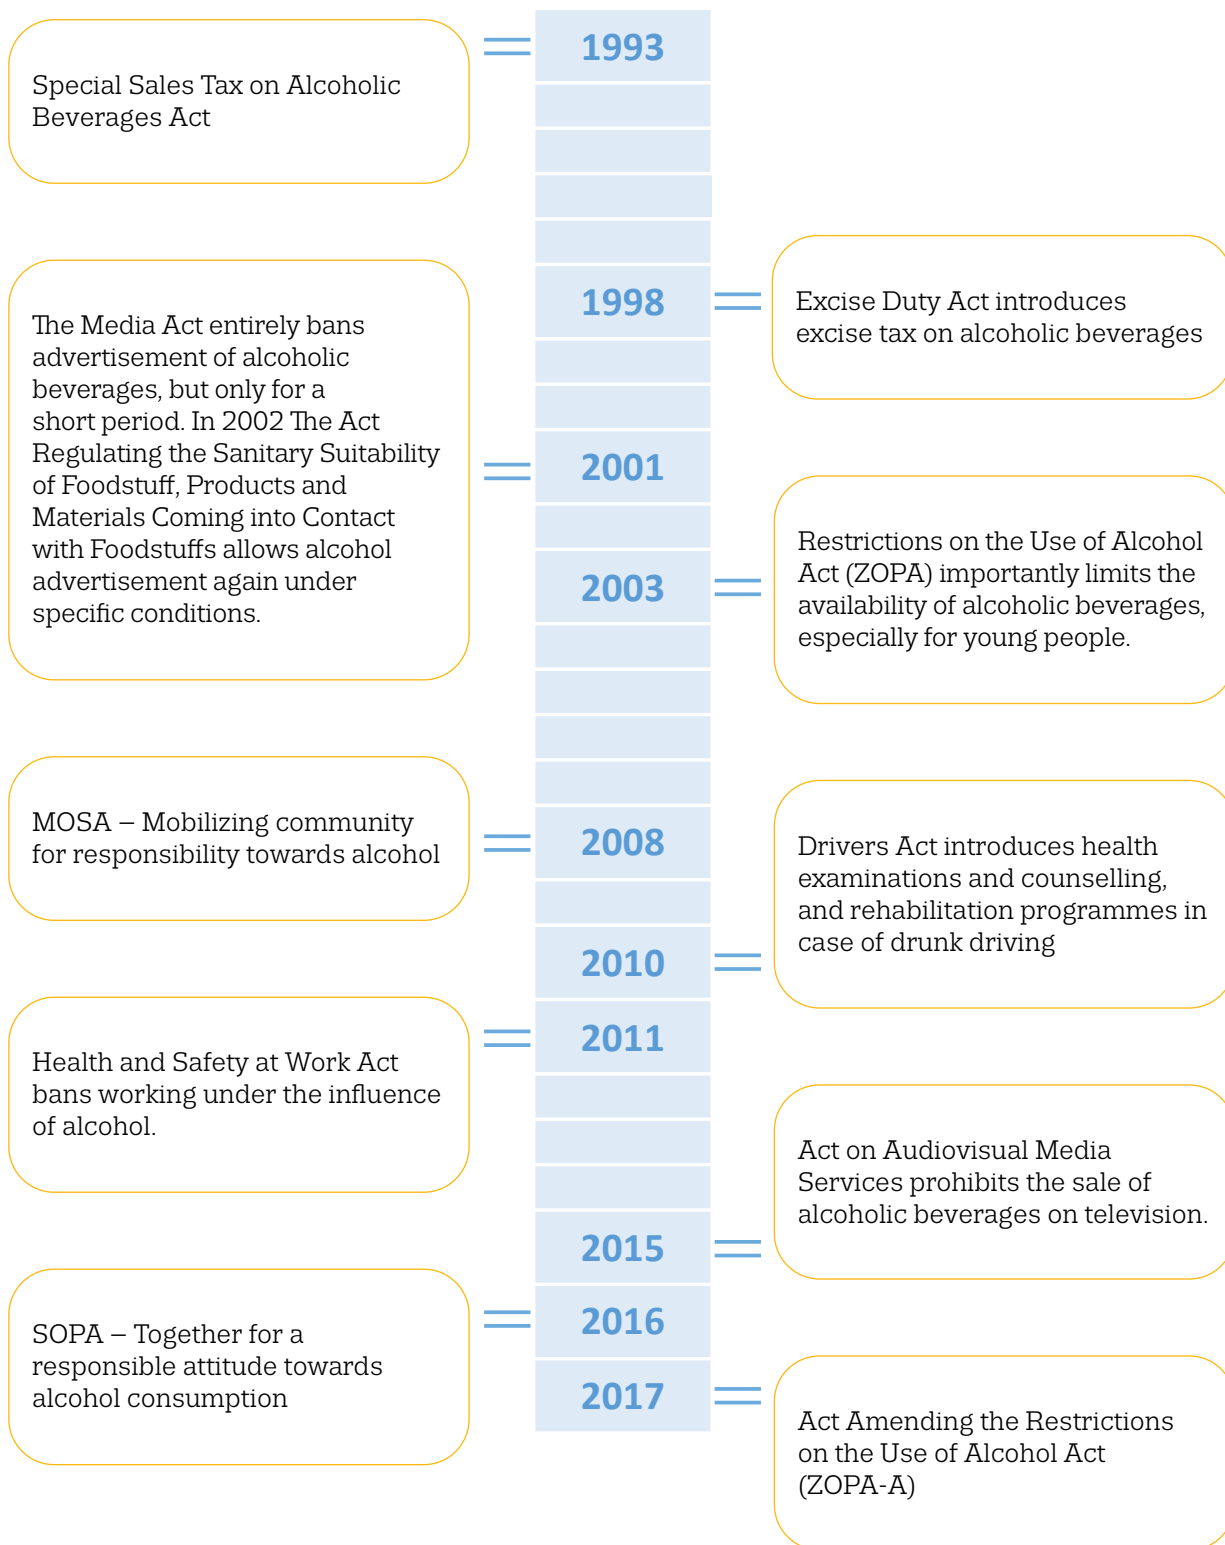 1993
Special Sales Tax on Alcoholic
Beverages Act
1998
Excise Duty Act introduces
excise tax on alcoholic beverages
The Media Act entirely bans
advertisement of alcoholic
beverages, but only for a
short period. In 2002 The Act
Regulating the Sanitary Suitability
of Foodstuff, Products and
Materials Coming into Contact
with Foodstuffs allows alcohol
advertisement again under
specific conditions.
2001
2003
Restrictions on the Use of Alcohol
Act (ZOPA) importantly limits the
availability of alcoholic beverages,
especially for young people.
MOSA – Mobilizing community
for responsibility towards alcohol
2008
Drivers Act introduces health
examinations and counselling,
and rehabilitation programmes in
case of drunk driving
2010
2011
Health and Safety at Work Act
bans working under the influence
of alcohol.
Act on Audiovisual Media
Services prohibits the sale of
alcoholic beverages on television.
2015
2016
SOPA – Together for a
responsible attitude towards
alcohol consumption
2017
Act Amending the Restrictions
on the Use of Alcohol Act
(ZOPA-A)